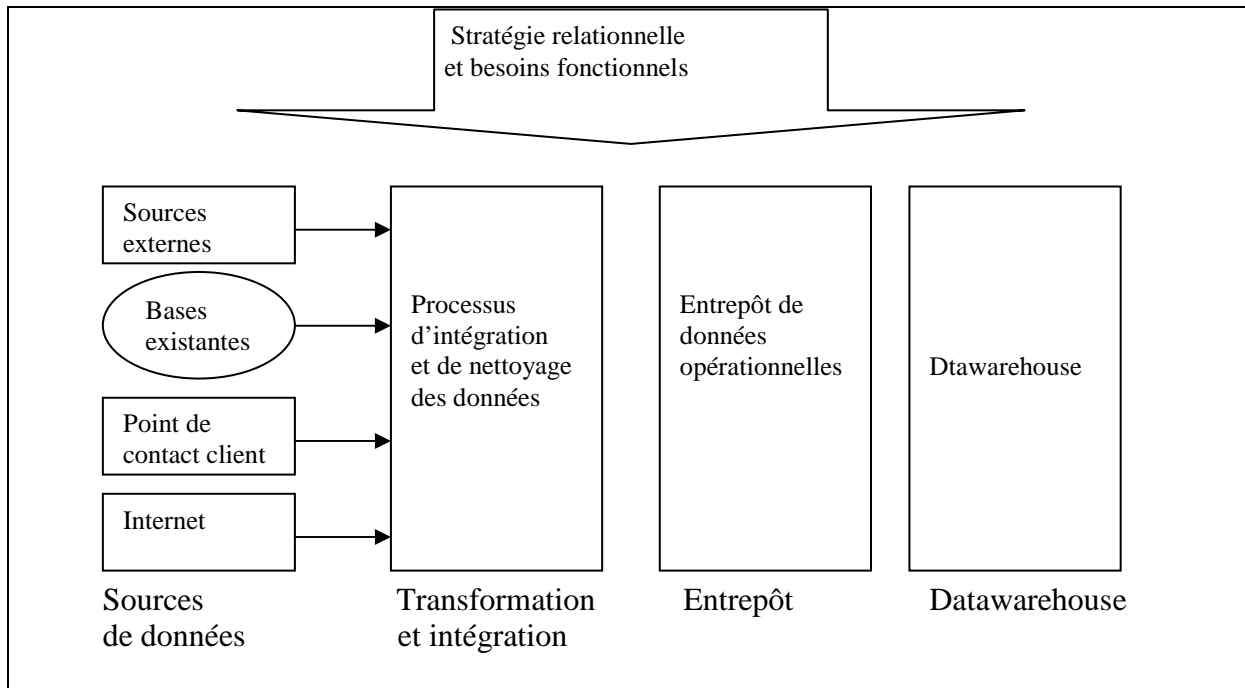 Stratégie relationnelle
et besoins fonctionnels
Sources
externes
Bases
existantes
Point de
contact client
Internet
Processus
d’intégration
et de nettoyage
des données
Entrepôt de
données
opérationnelles
Dtawarehouse
Sources
de données
Transformation
et intégration
Entrepôt
Datawarehouse